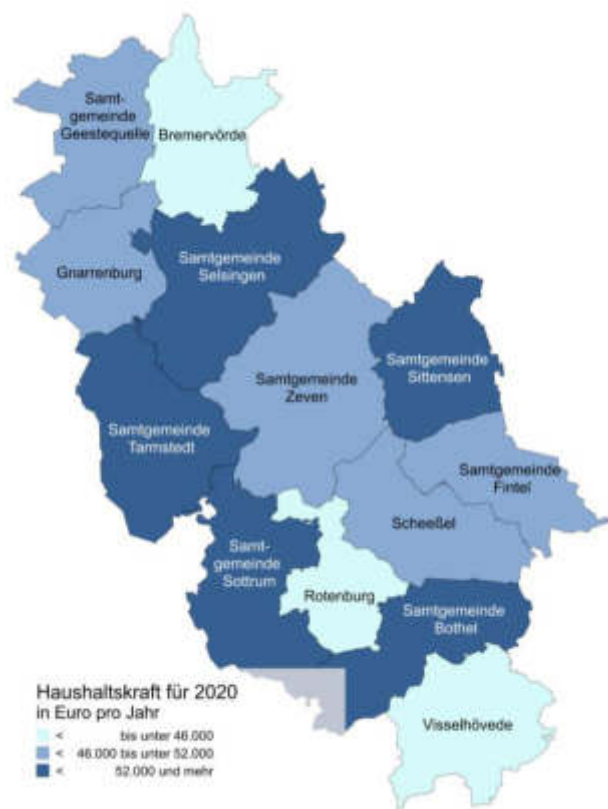 Samt-
gemeinde
Geestequelle
Bremervörde
Gnarrenburg
Samtgemeinde
Selsingen
Samtgemeinde
Zeven
Samtgemeinde
Sittensen
Samtgemeinde
Tarmstedt
Samtgemeinde
Fintel
Scheeßel
Samt-
gemeinde
Sottrum
Rotenburg
Samtgemeinde
Bothel
Visselhövede
Haushaltskraft für 2020
in Euro pro Jahr
< bis unter 46.000
< 46.000 bis unter 52.000
< 52.000 und mehr